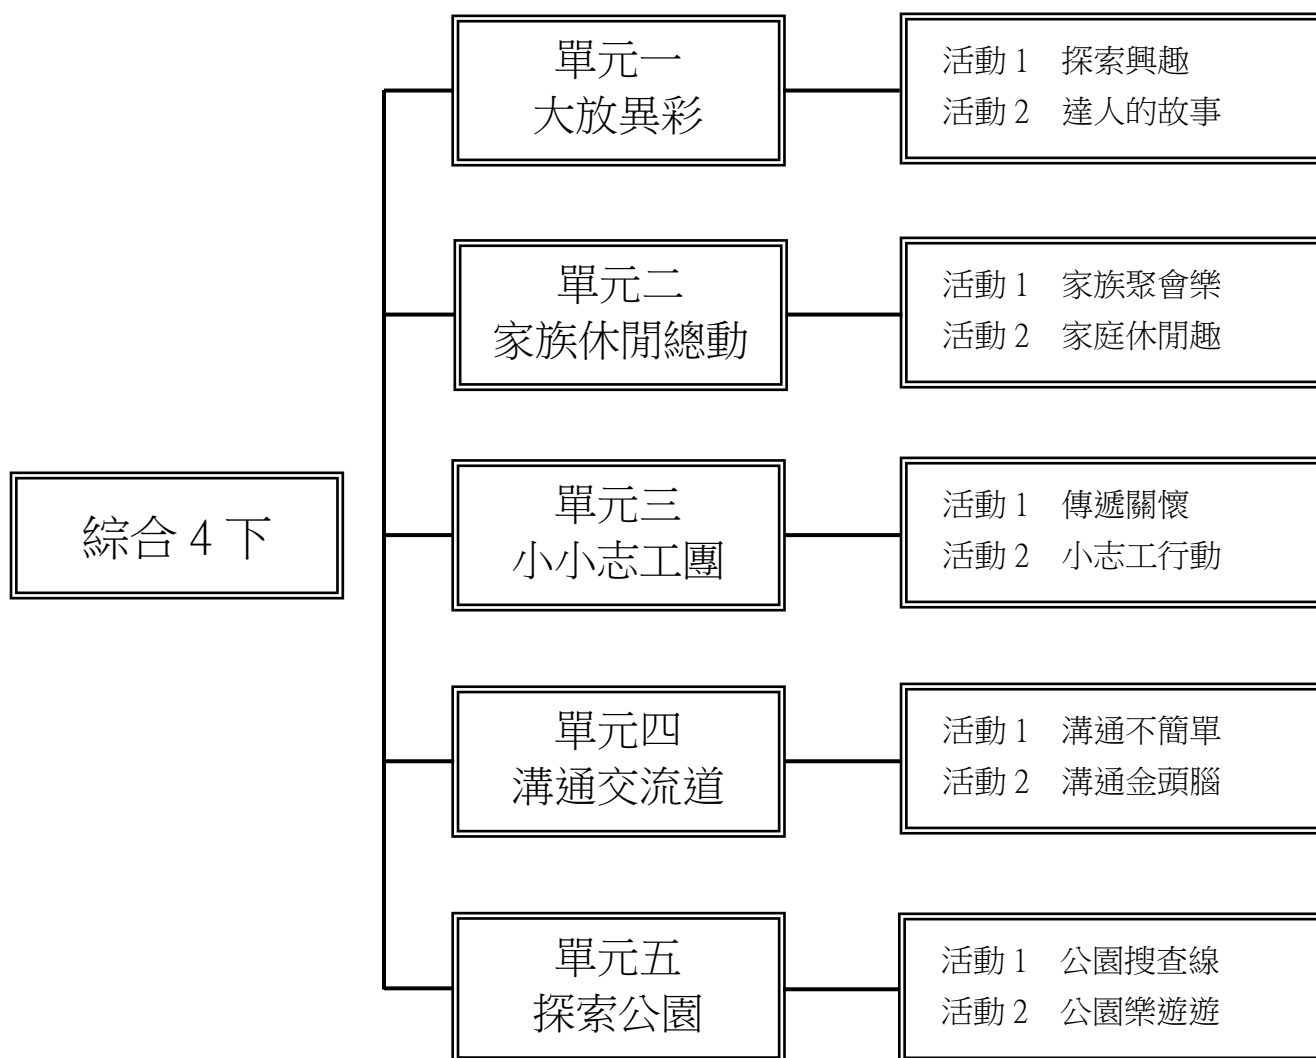 綜合 4 下
單元一
大放異彩
活動 1　探索興趣
活動 2　達人的故事
單元二
家族休閒總動
活動 1　家族聚會樂
活動 2　家庭休閒趣
單元三
小小志工團
活動 1　傳遞關懷
活動 2　小志工行動
單元四
溝通交流道
活動 1　溝通不簡單
活動 2　溝通金頭腦
單元五
探索公園
活動 1　公園搜查線
活動 2　公園樂遊遊